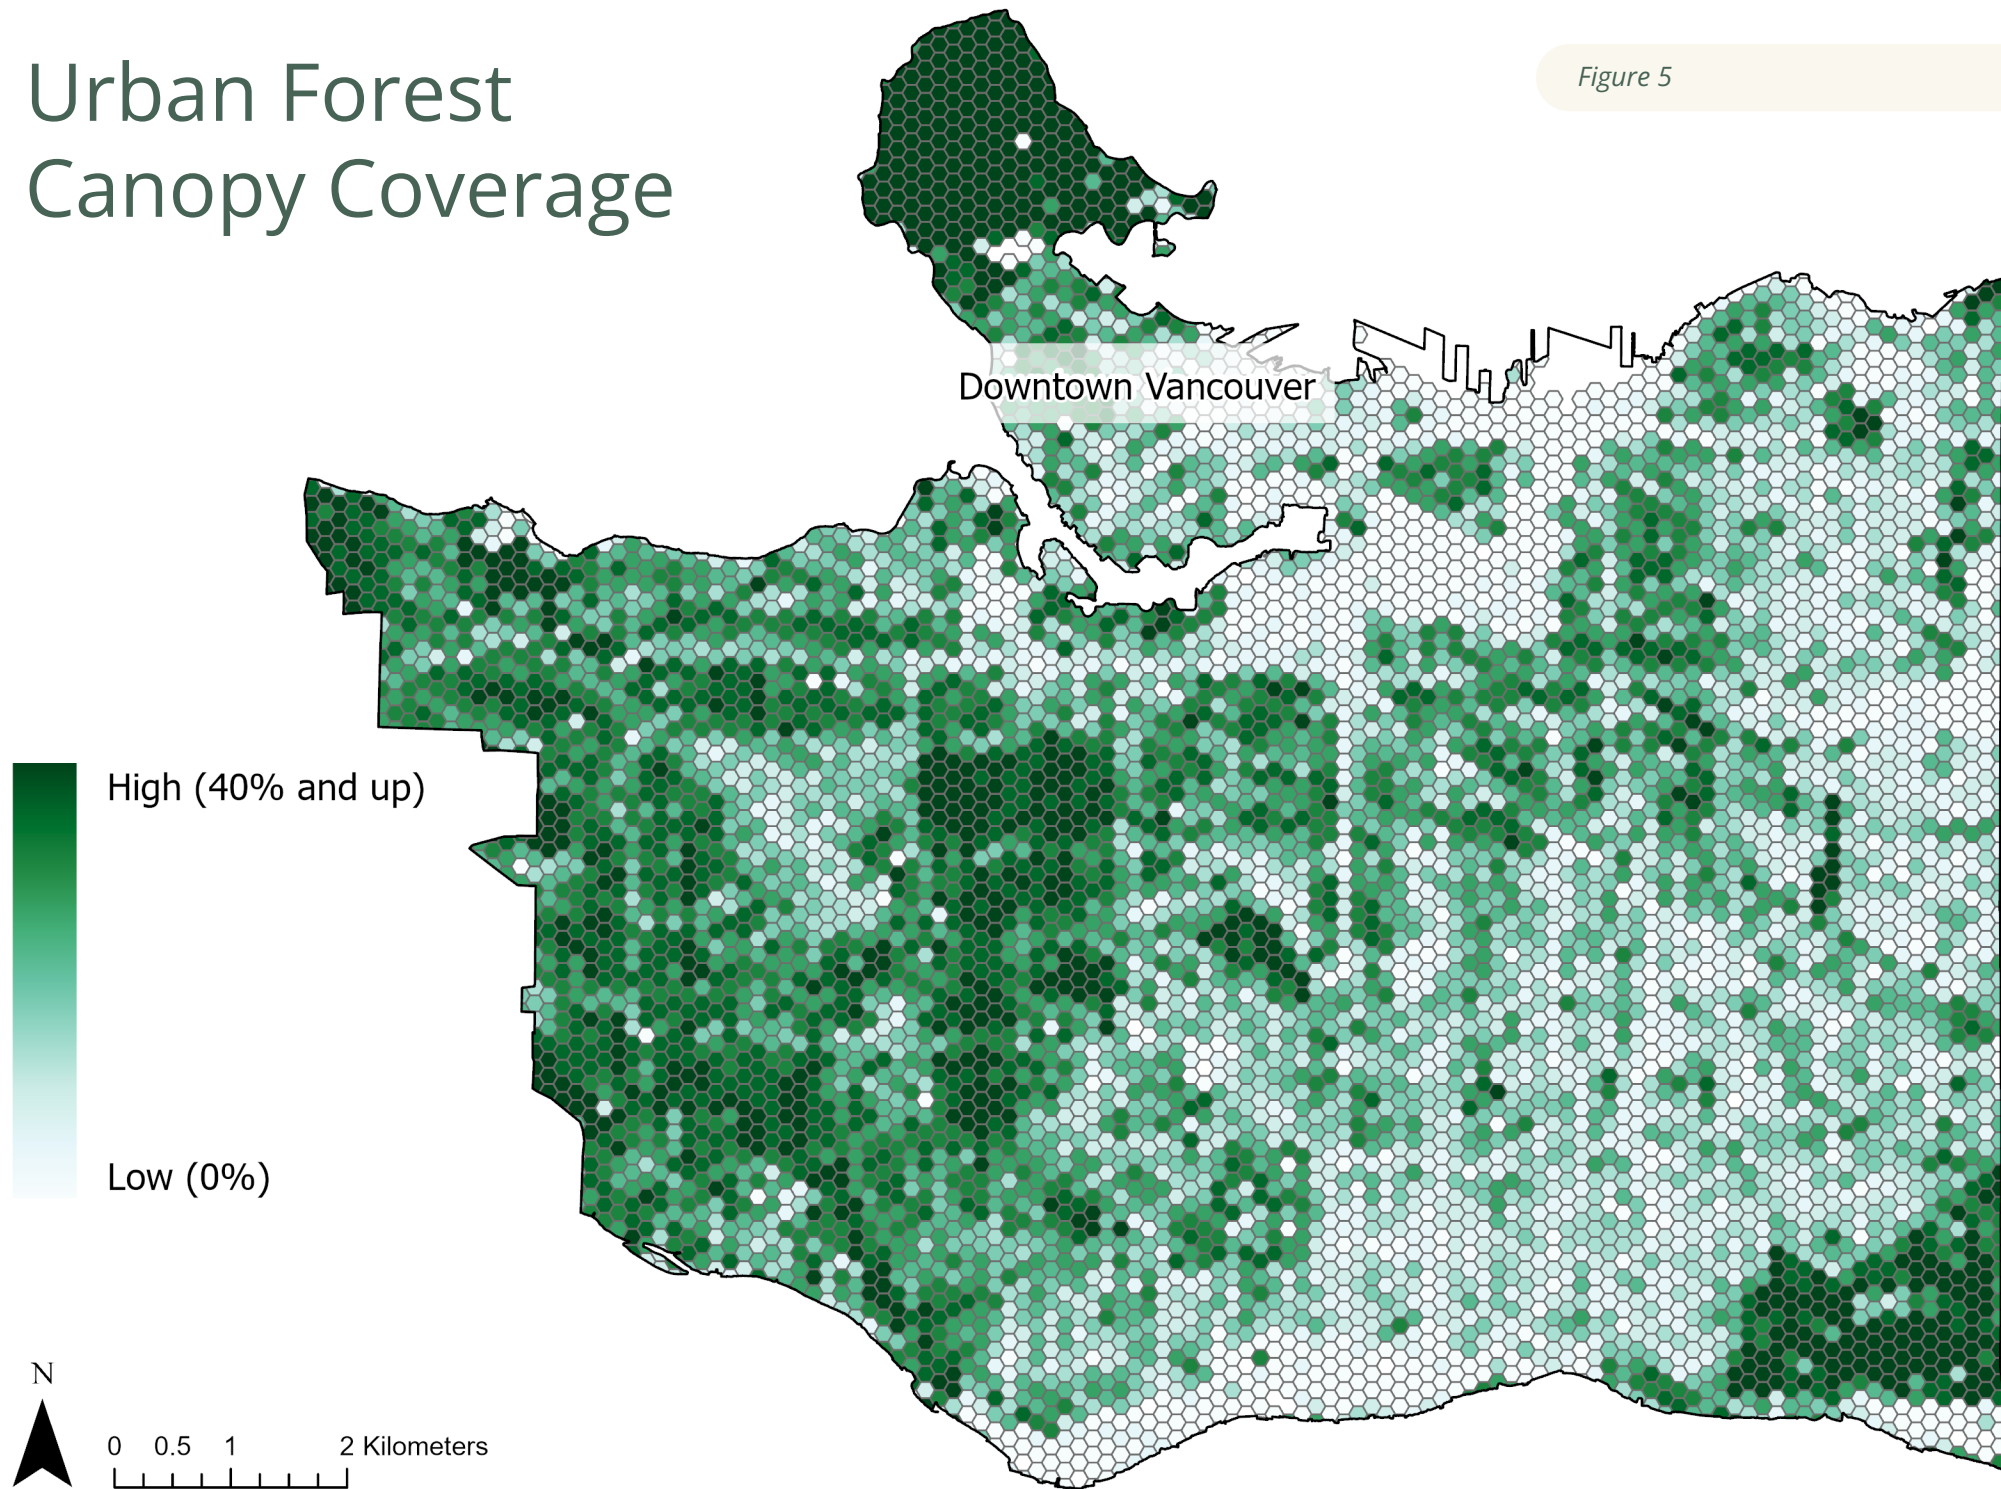 Urban Forest
Canopy Coverage
Figure 5
Downtown Vancouver
High (40% and up)
Low (0%)
N
0 0.5 1 2 Kilometers